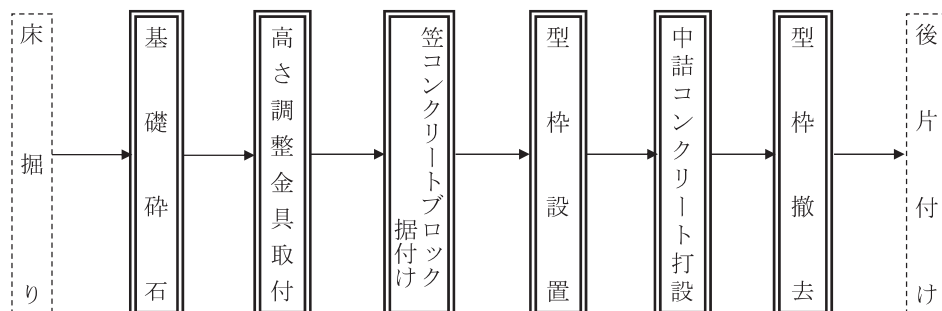 床掘り
基礎砕石
高さ調整金具取付
笠コンクリートブロック
据付け
型枠設置
中詰コンクリート打設
型枠撤去
後片付け